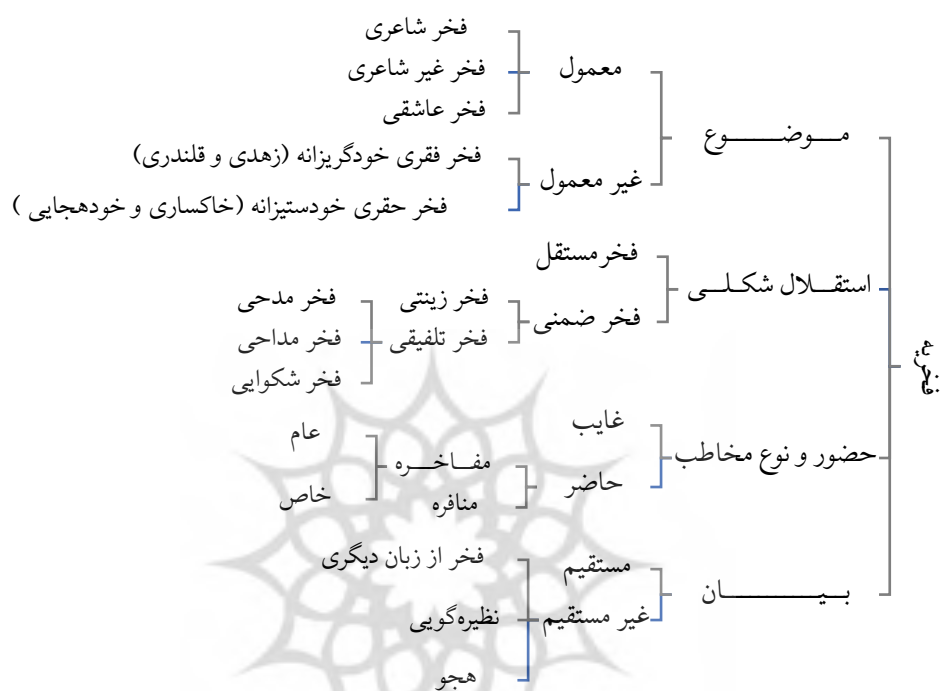 فخریه
موضوع
معمول
فخر شاعری
فخر غیر شاعری
فخر عاشقی
غیر معمول
فخر فقری خودگریزانه (زهدی و قلندری)
فخر حقری خودستیزانه (خاکساری و خودهجایی )
استقلال شکلی
فخر مستقل
فخر ضمنی
فخر زینتی
فخر تلفیقی
فخر مدحی
فخر مداحی
فخر شکوایی
حضور و نوع مخاطب
غایب
حاضر
مفاخره
عام
خاص
منافره
بیان
مستقیم
غیر مستقیم
فخر از زبان دیگری
نظیره‌گویی
هجو